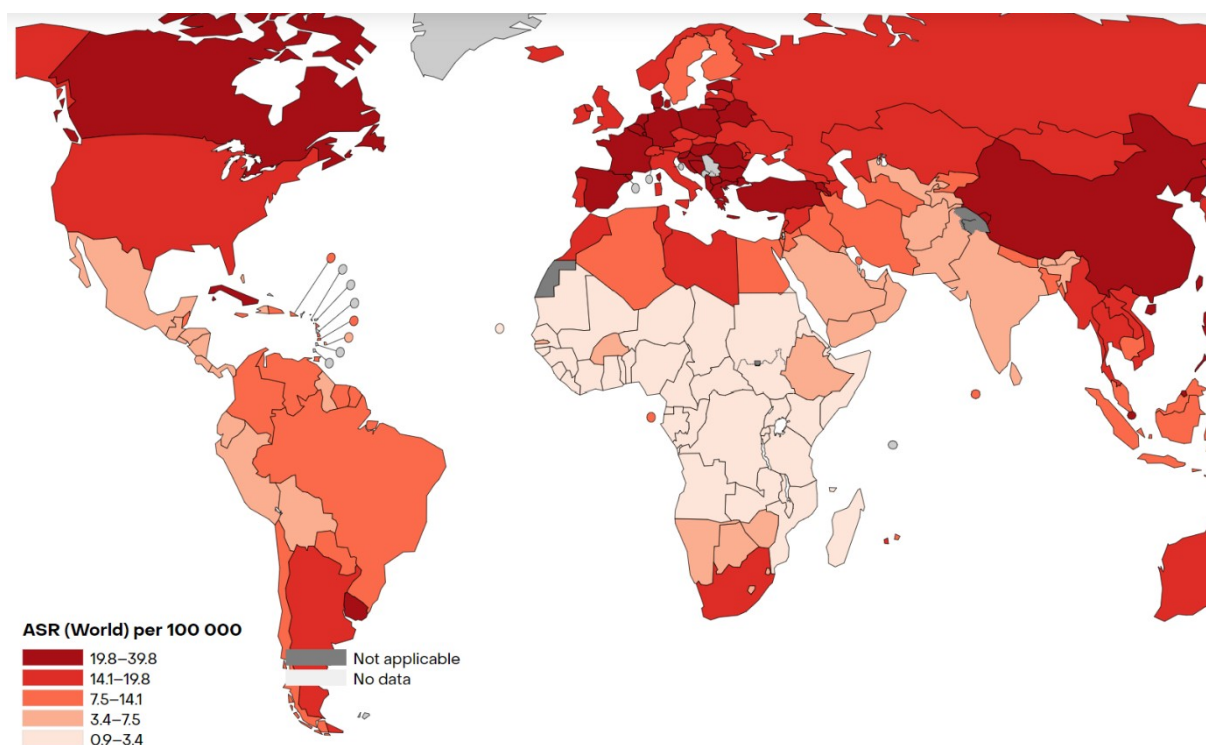 ASR (World) per 100 000
19.8–39.8
14.1–19.8
7.5–14.1
3.4–7.5
0.9–3.4
Not applicable
No data